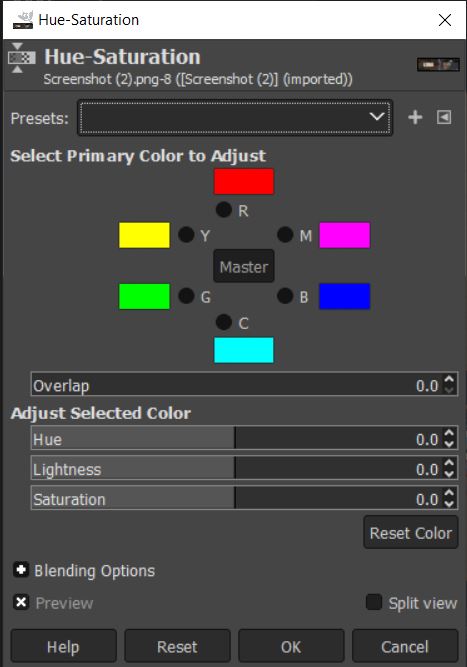 Hue-Saturation
Hue-Saturation
Screenshot (2).png-8 ([Screenshot (2)] (imported))
Presets:
Select Primary Color to Adjust
R
Y M
Master
G B
C
Overlap 0.0
Adjust Selected Color
Hue 0.0
Lightness 0.0
Saturation 0.0
Reset Color
Blending Options
Preview Split view
Help Reset OK Cancel